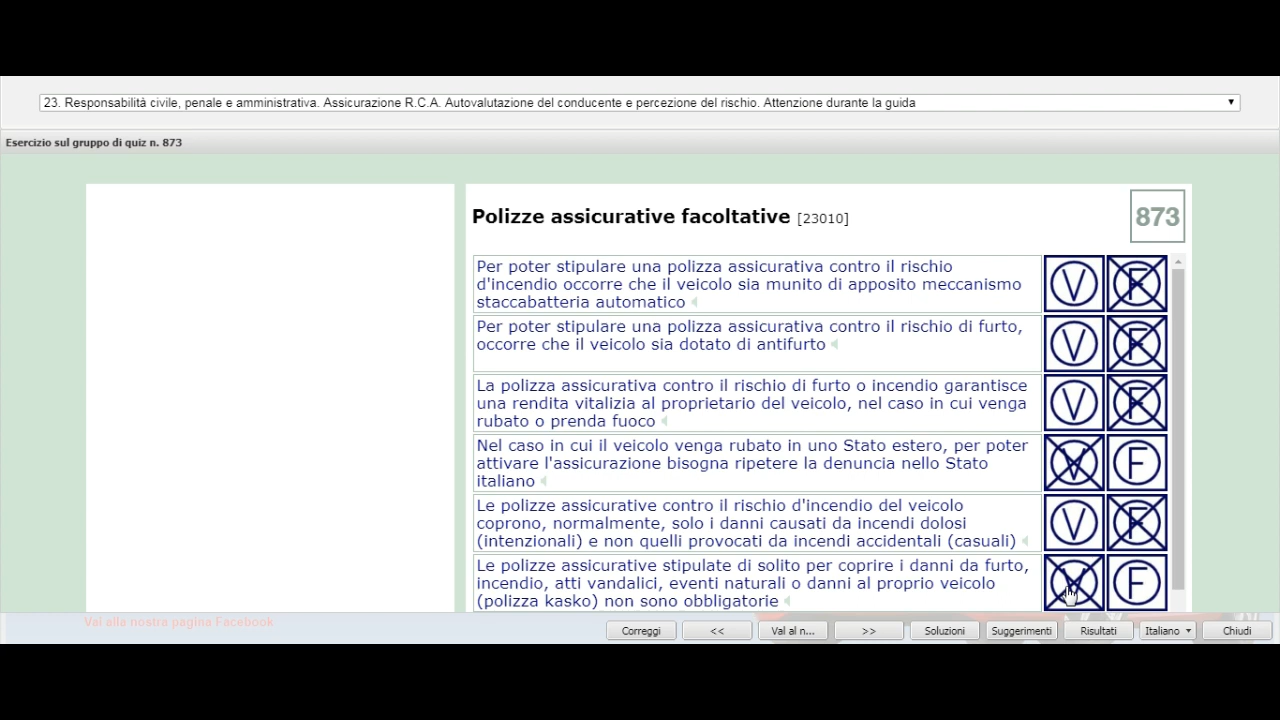 23. Responsabilità civile, penale e amministrativa. Assicurazione R.C.A. Autovalutazione del conducente e percezione del rischio. Attenzione durante la guida
Esercizio sul gruppo di quiz n. 873
Polizze assicurative facoltative [23010]
873
Per poter stipulare una polizza assicurativa contro il rischio
d'incendio occorre che il veicolo sia munito di apposito meccanismo
staccabatteria automatico
V F
Per poter stipulare una polizza assicurativa contro il rischio di furto,
occorre che il veicolo sia dotato di antifurto
V F
La polizza assicurativa contro il rischio di furto o incendio garantisce
una rendita vitalizia al proprietario del veicolo, nel caso in cui venga
rubato o prenda fuoco
V F
Nel caso in cui il veicolo venga rubato in uno Stato estero, per poter
attivare l'assicurazione bisogna ripetere la denuncia nello Stato
italiano
V F
Le polizze assicurative contro il rischio d'incendio del veicolo
coprono, normalmente, solo i danni causati da incendi dolosi
(intenzionali) e non quelli provocati da incendi accidentali (casuali)
V F
Le polizze assicurative stipulate di solito per coprire i danni da furto,
incendio, atti vandalici, eventi naturali o danni al proprio veicolo
(polizza kasko) non sono obbligatorie
V F
Vai alla nostra pagina Facebook
Correggi << Vai al n... >> Soluzioni Suggerimenti Risultati Italiano Chiudi